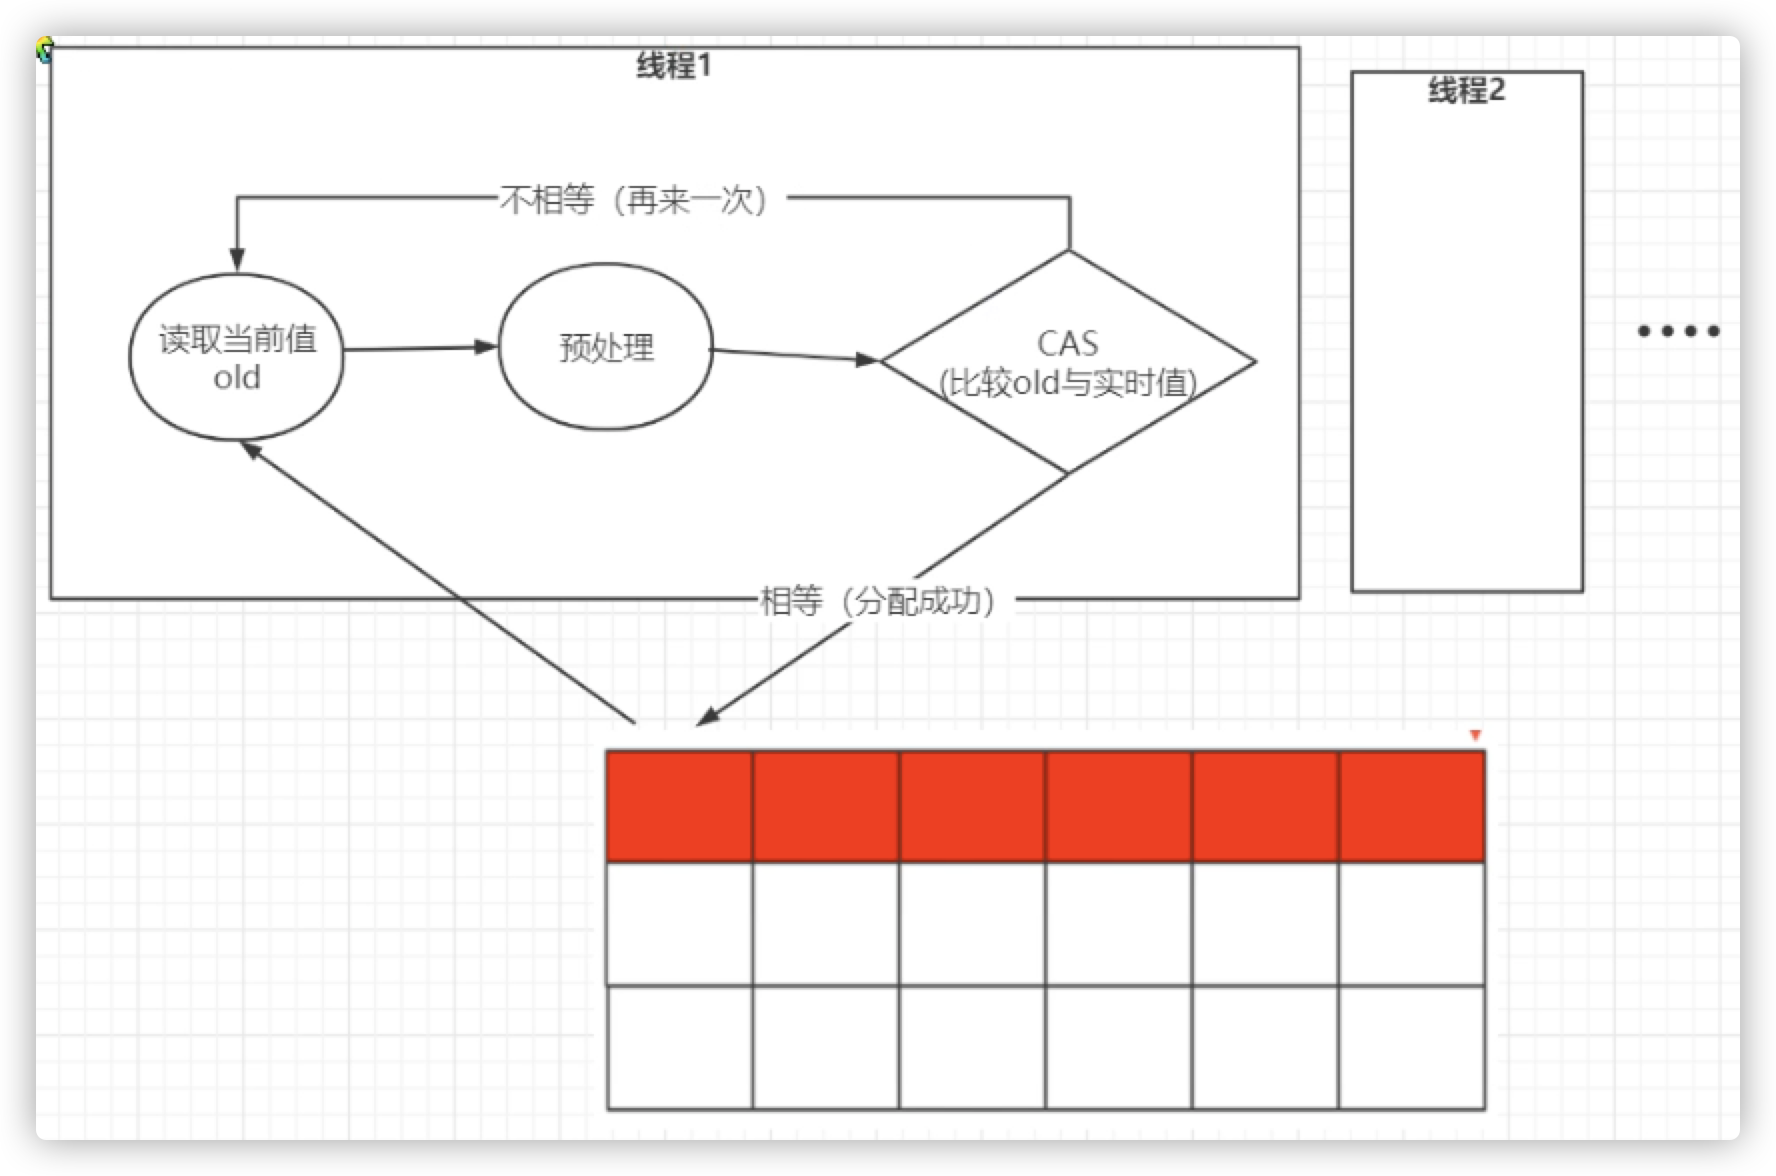 线程1
线程2
不相等（再来一次）
读取当前值
old
预处理
CAS
(比较old与实时值)
相等（分配成功）